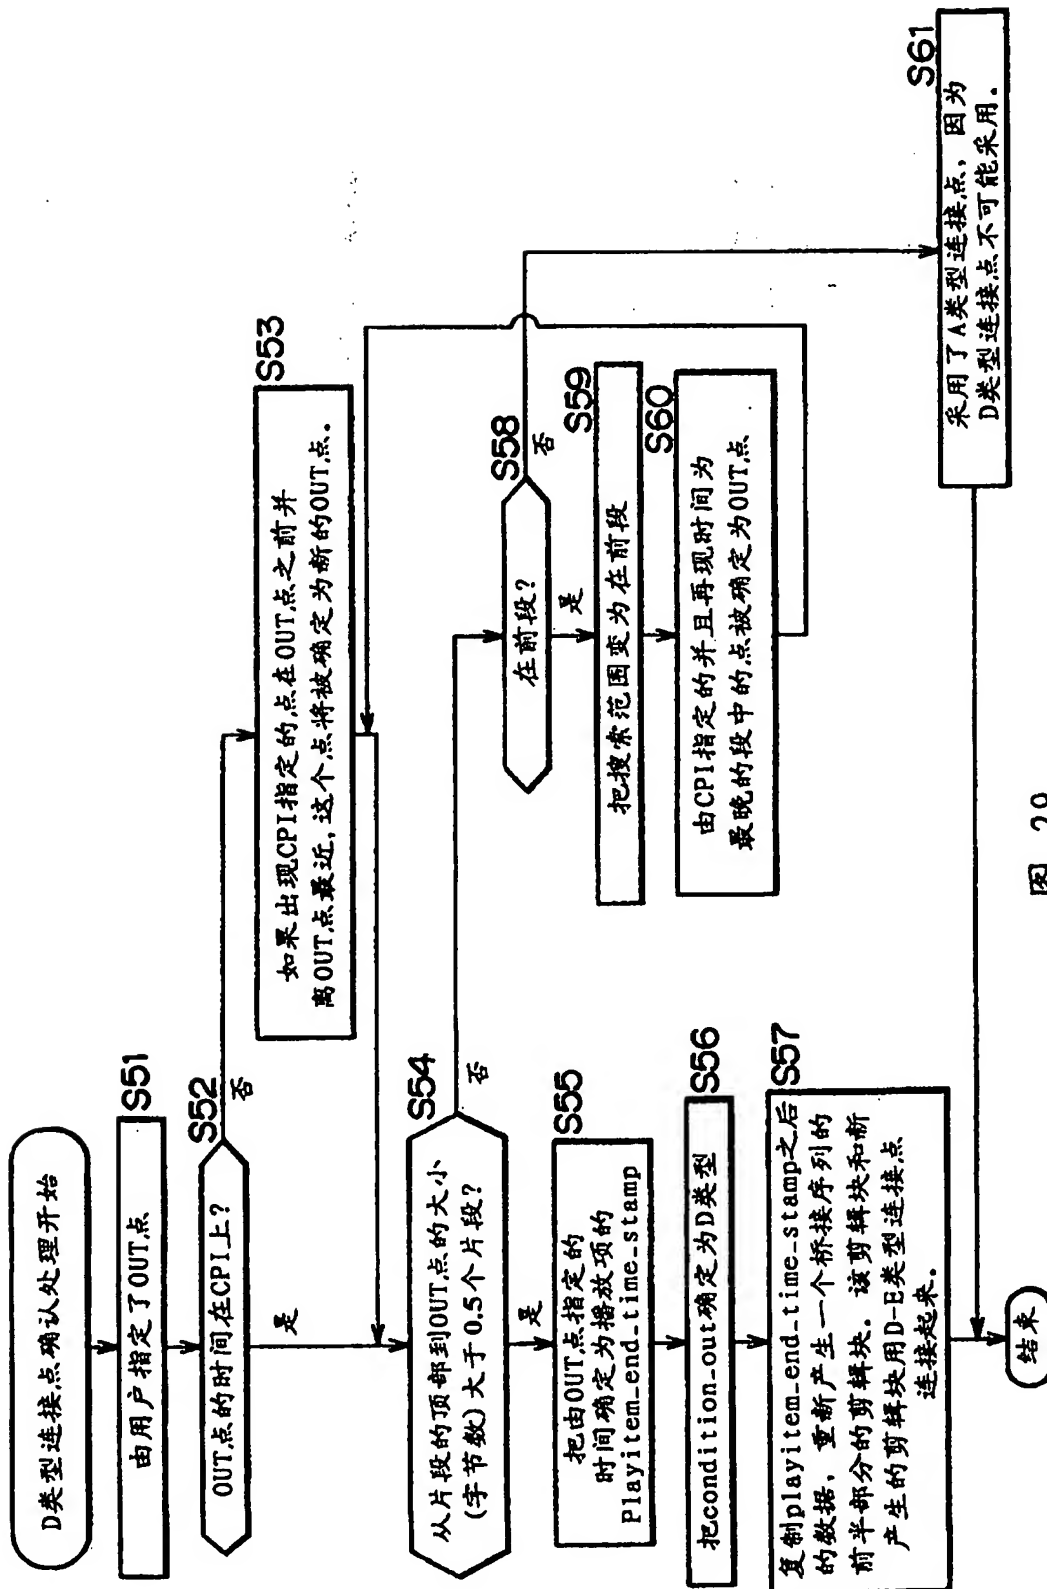 D类型连接点确认处理开始
S51
由用户指定了OUT点
S52
OUT点的时间在CPI上?
否
是
S53
如果出现CPI指定的点在OUT点之前并
离OUT点最近,这个点将被确定为新的OUT点。
S54
从片段的顶部到OUT点的大小
(字节数)大于0.5个片段?
否
是
S55
把由OUT点指定的
时间确定为播放项的
Playitem_end_time_stamp
S56
把condition_out确定为D类型
S57
复制playitem_end_time_stamp之后
的数据,重新产生一个桥接序列的
前半部分的剪辑块。该剪辑块和新
产生的剪辑块用D-E类型连接点
连接起来。
S58
在前段?
否
是
S59
把搜索范围变为在前段
S60
由CPI指定的并且再现时间为
最晚的段中的点被确定为OUT点
S61
采用了A类型连接点,因为
D类型连接点不可能采用。
结束
图 29